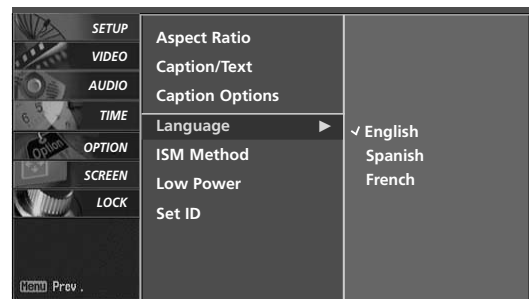 SETUP
VIDEO
AUDIO
TIME
OPTION
SCREEN
LOCK
Menu Prev.
Aspect Ratio
Caption/Text
Caption Options
Language ▶
ISM Method
Low Power
Set ID
✓ English
Spanish
French
Option